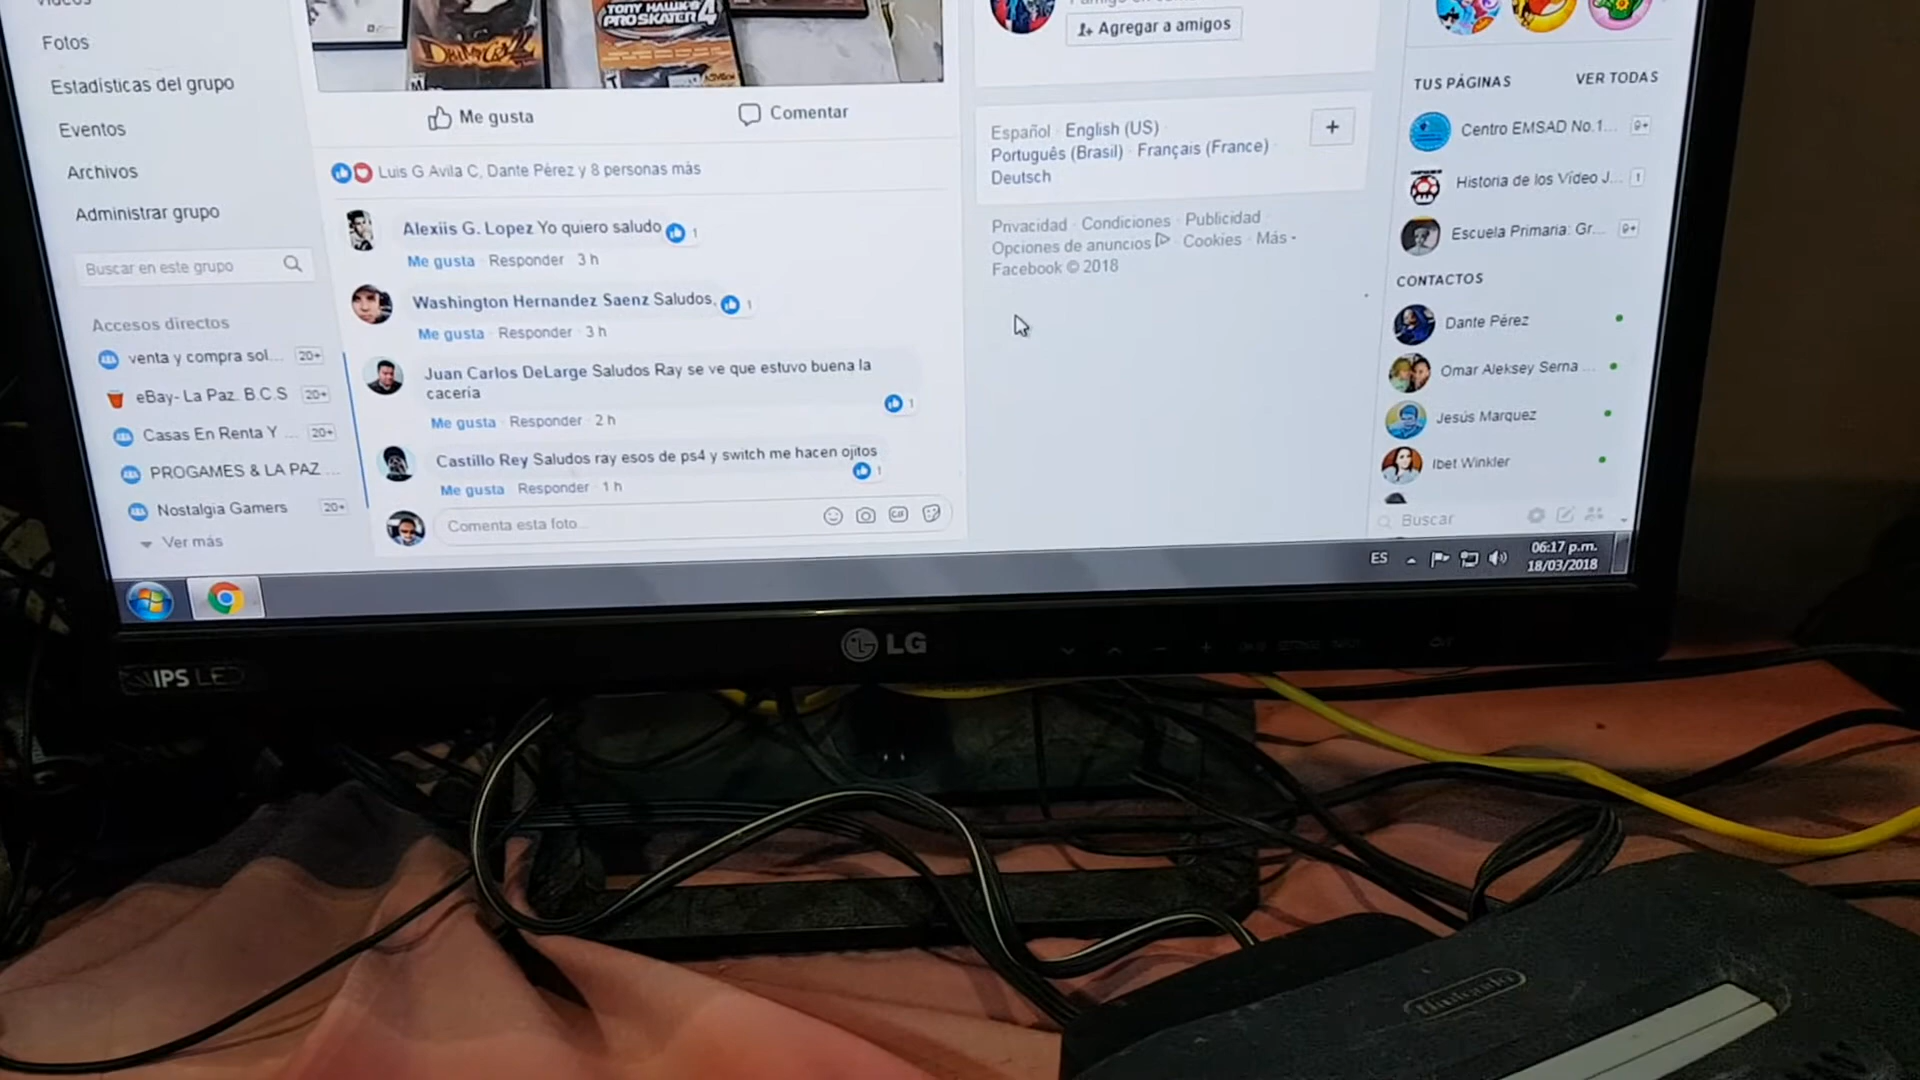 Fotos
Estadísticas del grupo
Eventos
Archivos
Administrar grupo
Buscar en este grupo
Accesos directos
venta y compra sol... 20+
eBay- La Paz. B.C.S 20+
Casas En Renta Y ... 20+
PROGAMES & LA PAZ ...
Nostalgia Gamers 20+
Ver más
TONY HAWK'S
PRO SKATER 4
Me gusta Comentar
Luis G Avila C, Dante Pérez y 8 personas más
Alexiis G. Lopez Yo quiero saludo 1
Me gusta · Responder · 3 h
Washington Hernandez Saenz Saludos. 1
Me gusta · Responder · 3 h
Juan Carlos DeLarge Saludos Ray se ve que estuvo buena la
cacería
1
Me gusta · Responder · 2 h
Castillo Rey Saludos ray esos de ps4 y switch me hacen ojitos
1
Me gusta · Responder · 1 h
Comenta esta foto...
Agregar a amigos
Español · English (US) ·
Português (Brasil) · Français (France) ·
Deutsch
+
Privacidad · Condiciones · Publicidad ·
Opciones de anuncios · Cookies · Más
Facebook © 2018
TUS PÁGINAS VER TODAS
Centro EMSAD No.1... 9+
Historia de los Vídeo J... 1
Escuela Primaria: Gr... 9+
CONTACTOS
Dante Pérez
Omar Aleksey Serna ...
Jesús Marquez
Ibet Winkler
Buscar
ES
06:17 p.m.
18/03/2018
LG
IPS LED
Nintendo